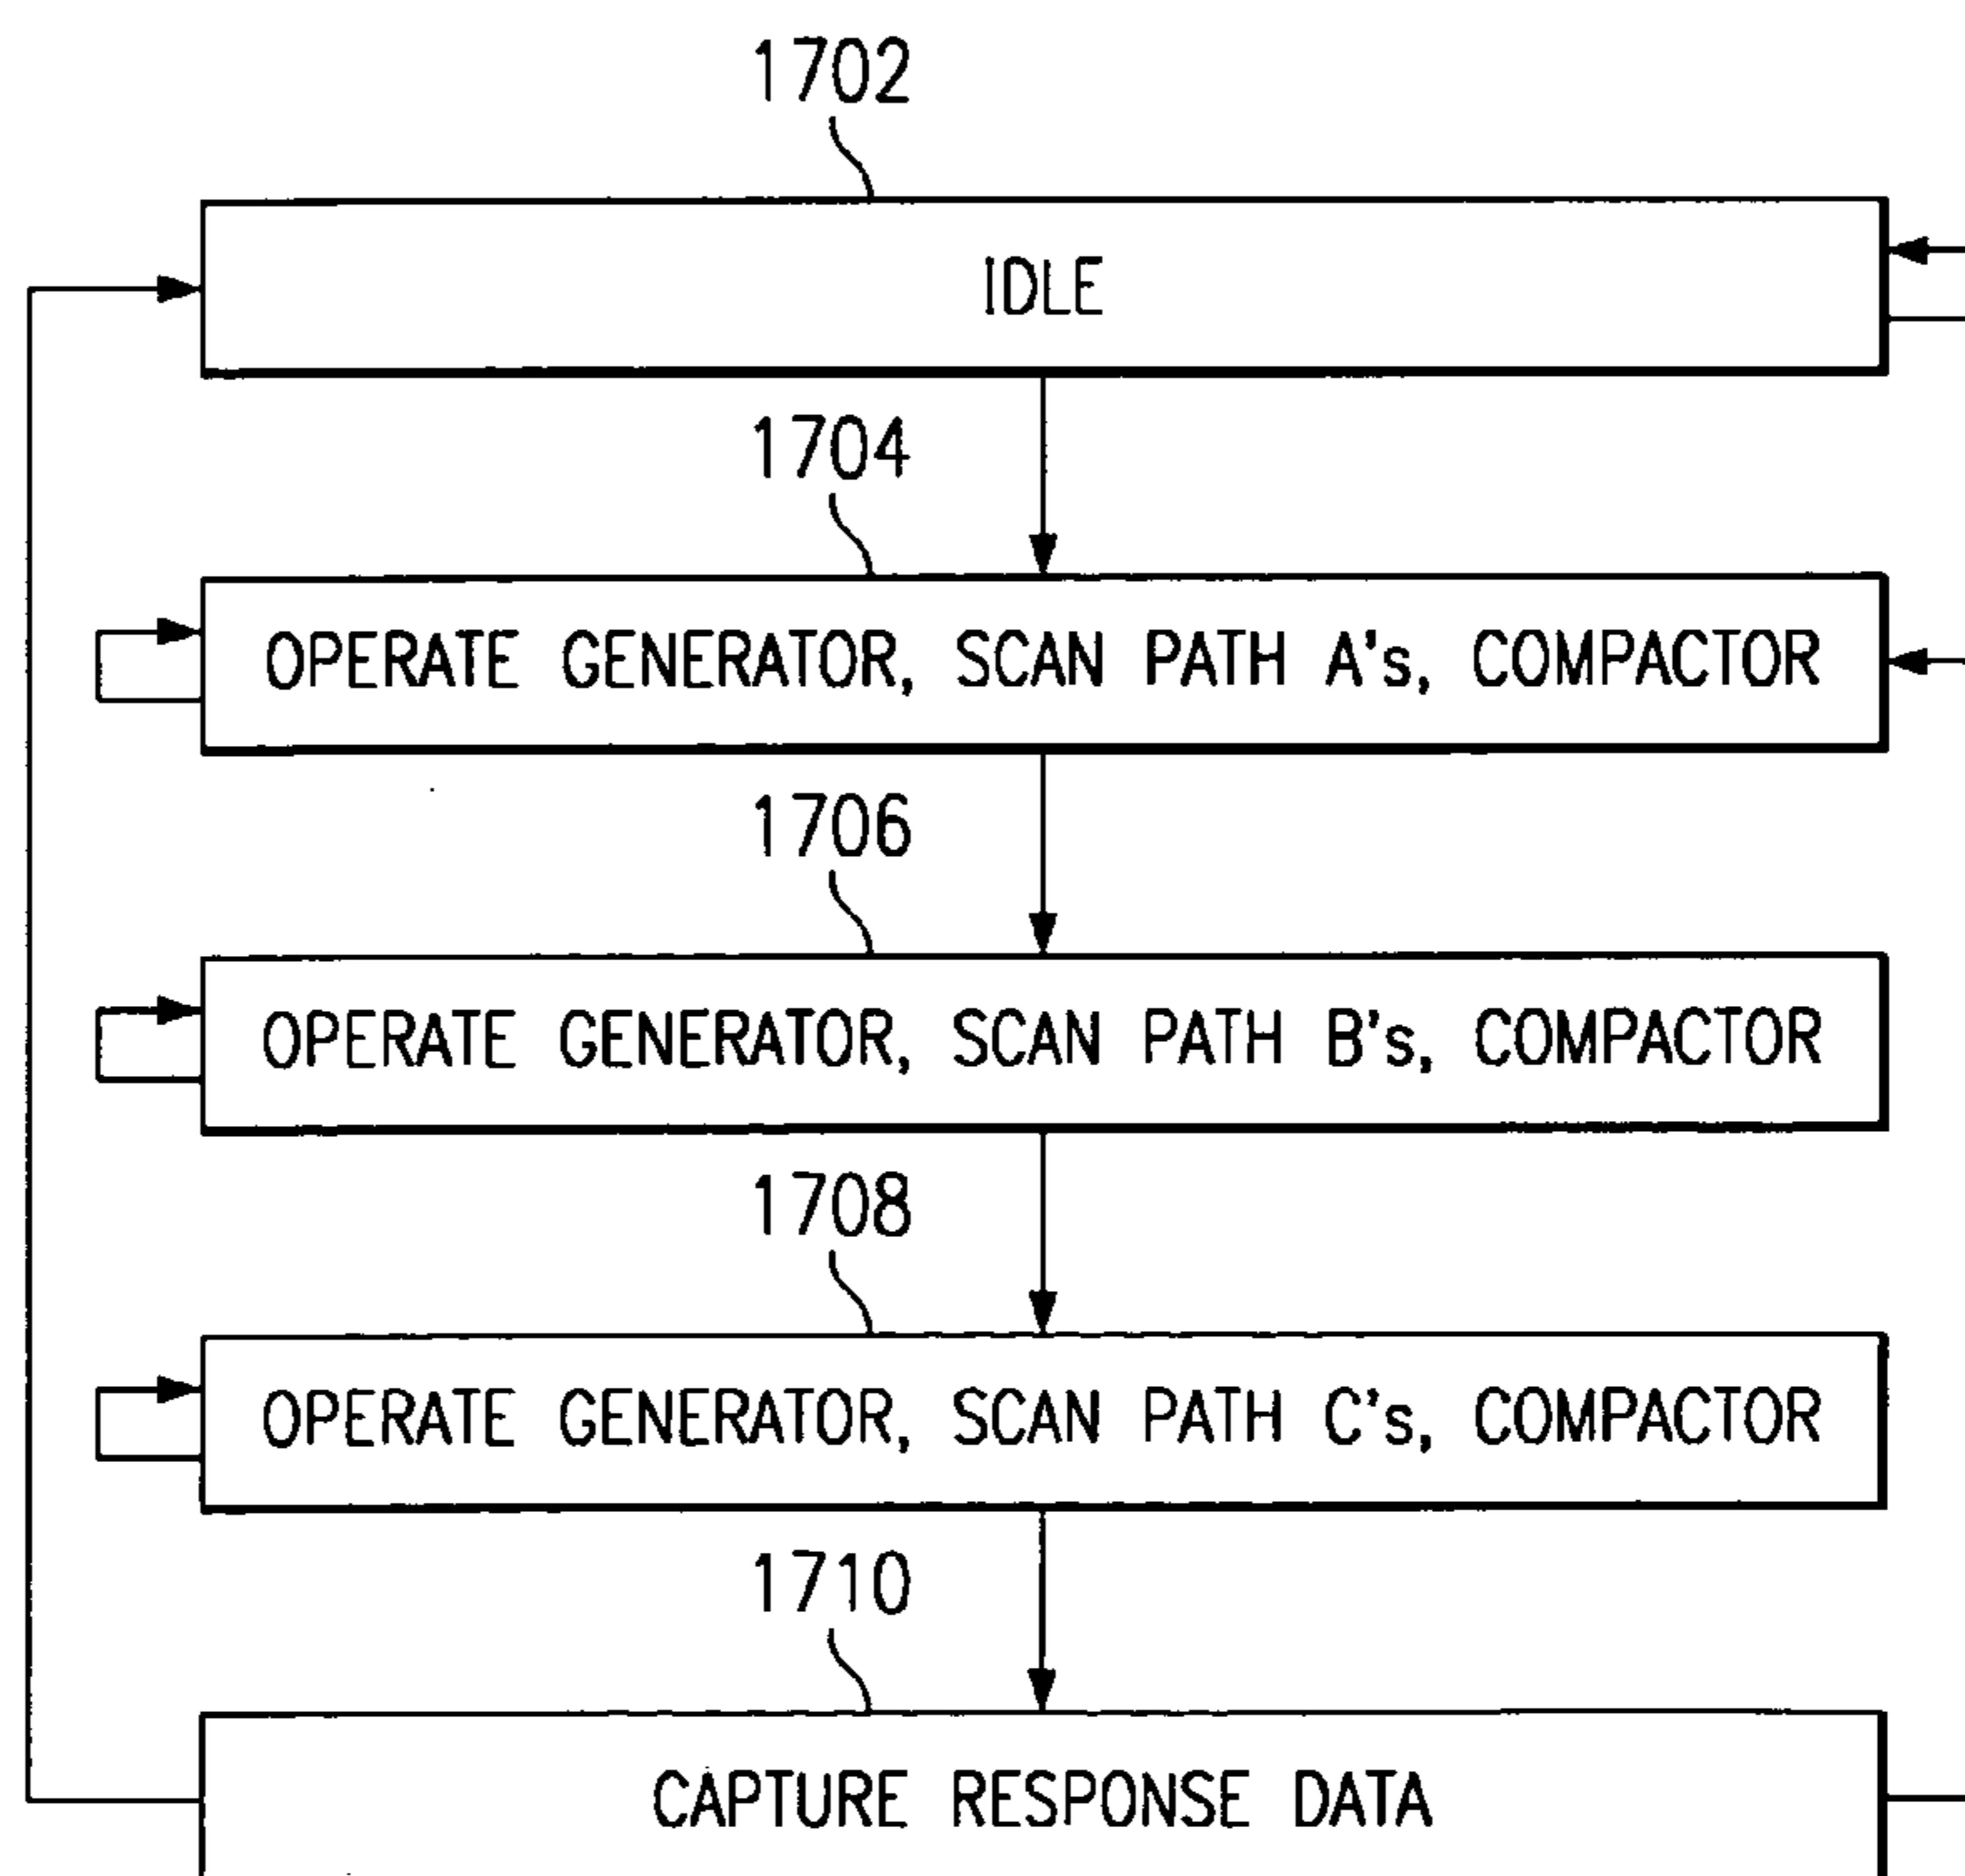 1702
IDLE
1704
OPERATE GENERATOR, SCAN PATH A's, COMPACTOR
1706
OPERATE GENERATOR, SCAN PATH B's, COMPACTOR
1708
OPERATE GENERATOR, SCAN PATH C's, COMPACTOR
1710
CAPTURE RESPONSE DATA